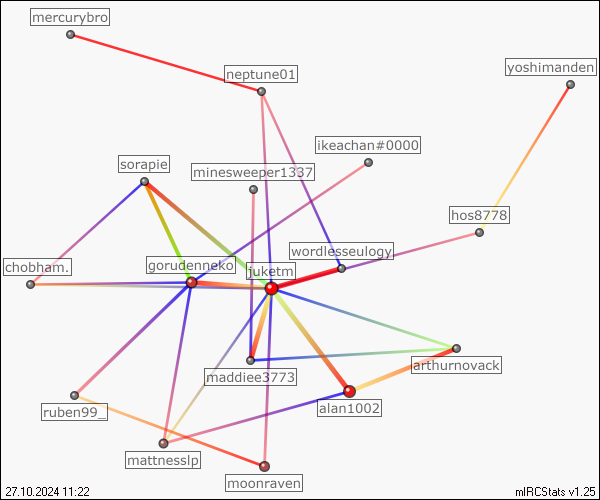 mercurybro
neptune01
yoshimanden
ikeachan#0000
sorapie
minesweeper1337
hos8778
wordlesseulogy
chobham.
gorudenneko
juketm
maddiee3773
arthurnovack
ruben99_
alan1002
mattnesslp
moonraven
27.10.2024 11:22
mIRCStats v1.25